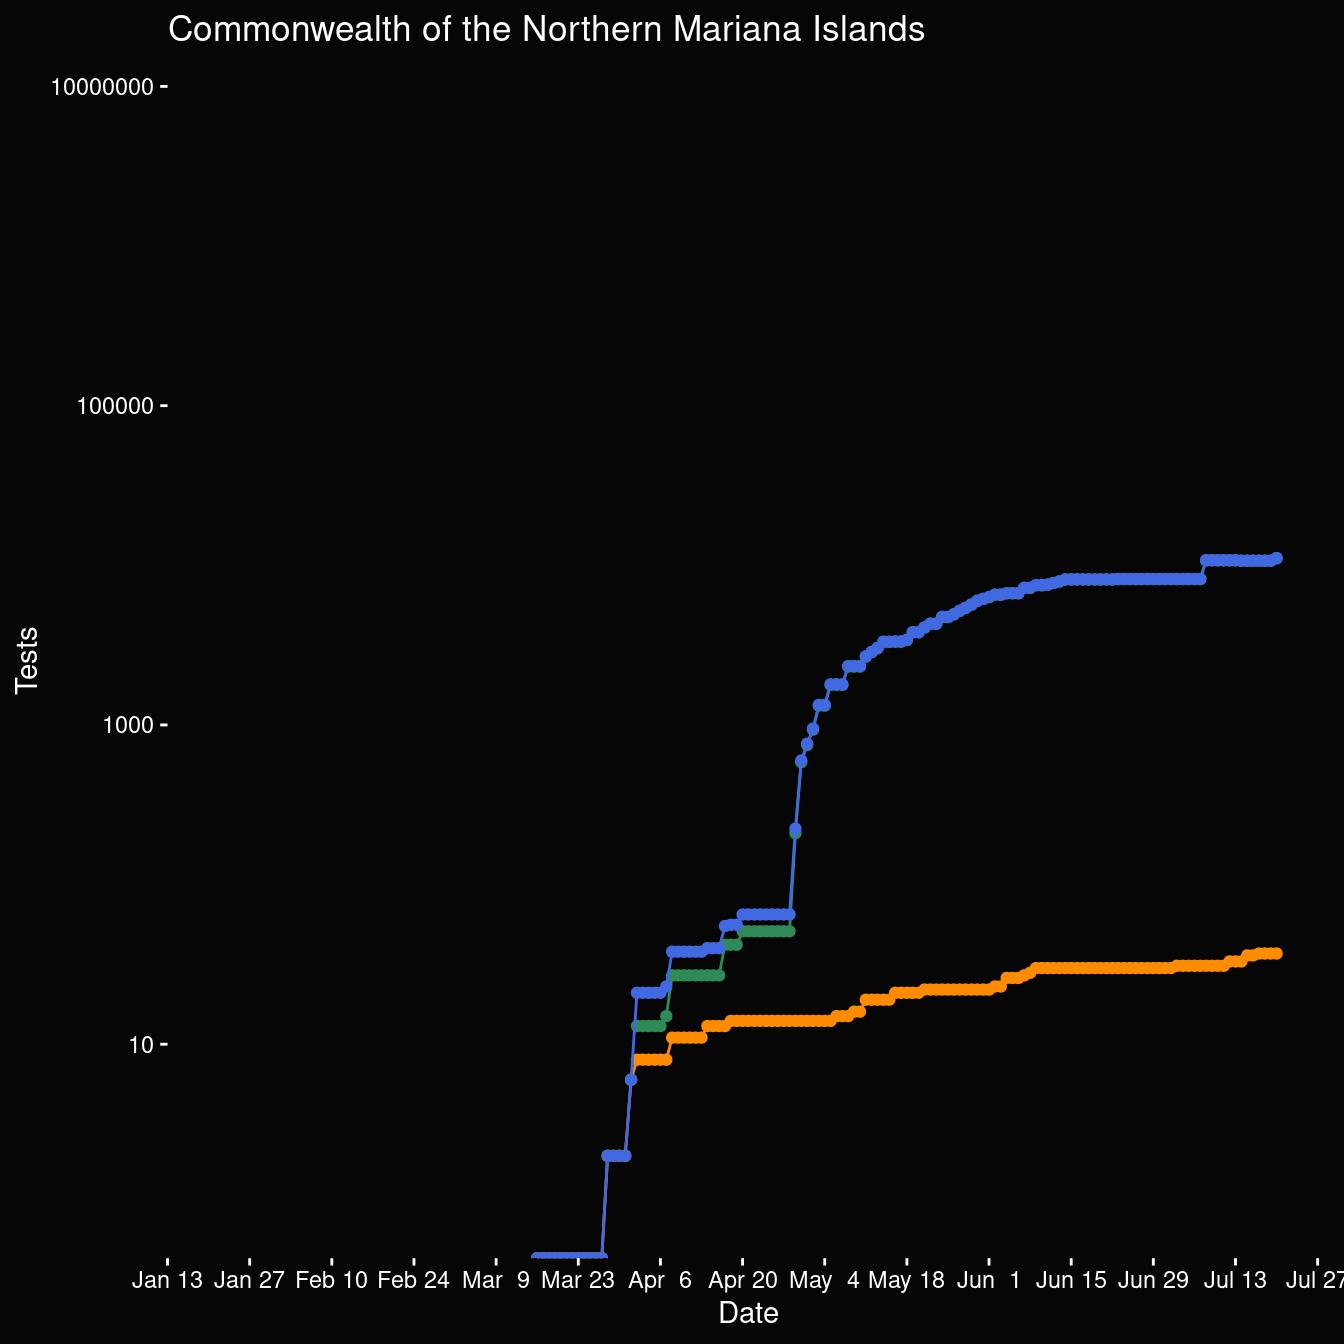 Commonwealth of the Northern Mariana Islands
10000000
100000
1000
10
Tests
Jan 13 Jan 27 Feb 10 Feb 24 Mar 9 Mar 23 Apr 6 Apr 20 May 4 May 18 Jun 1 Jun 15 Jun 29 Jul 13 Jul 27
Date